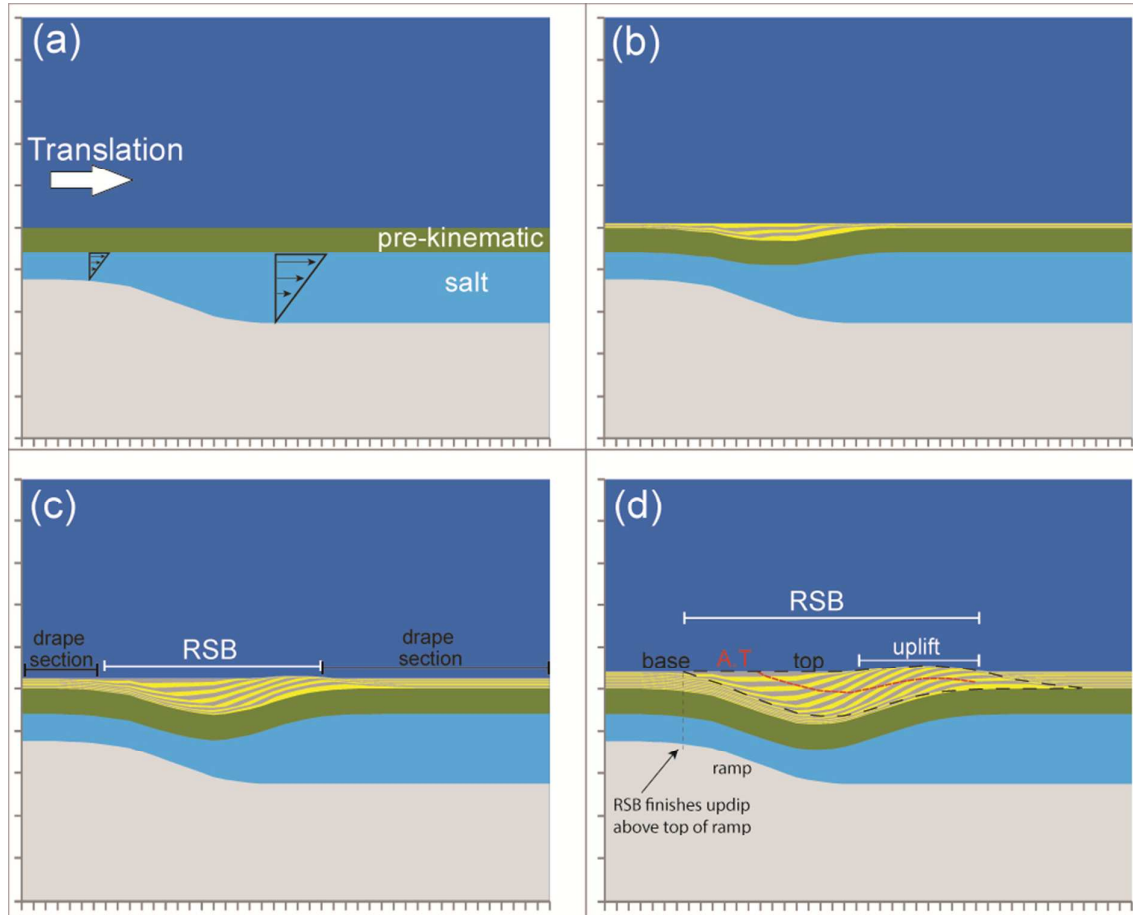 (a)
Translation
pre-kinematic
salt
(b)
(c)
drape
section
RSB
drape
section
(d)
RSB
uplift
base
A.T
top
ramp
RSB finishes updip
above top of ramp